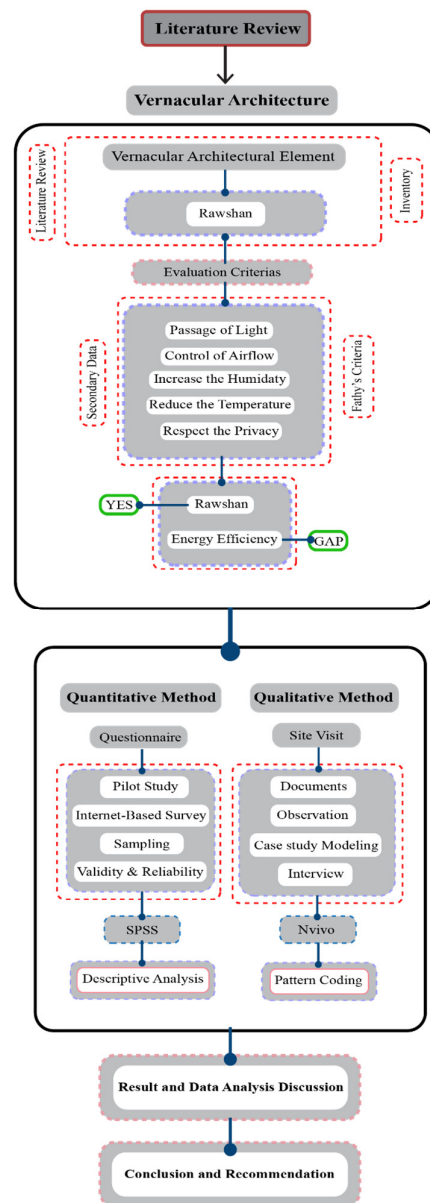 Literature Review
Vernacular Architecture
Literature Review
Vernacular Architectural Element
Inventory
Rawshan
Evaluation Criterias
Secondary Data
Passage of Light
Control of Airflow
Increase the Humidaty
Reduce the Temperature
Respect the Privacy
Fathy's Criteria
YES
Rawshan
Energy Efficiency
GAP
Quantitative Method
Questionnaire
Pilot Study
Internet-Based Survey
Sampling
Validity & Reliability
SPSS
Descriptive Analysis
Qualitative Method
Site Visit
Documents
Observation
Case study Modeling
Interview
Nvivo
Pattern Coding
Result and Data Analysis Discussion
Conclusion and Recommendation